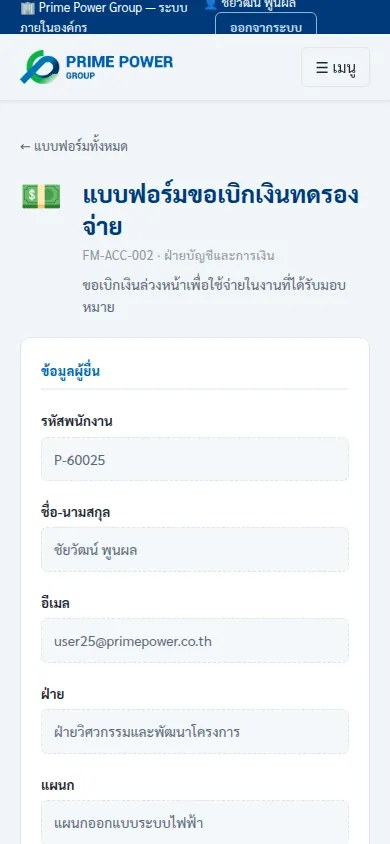 Prime Power Group — ระบบ
ภายในองค์กร
ชัยวัฒน์ พูนผล
ออกจากระบบ
PRIME POWER
GROUP
☰ เมนู
← แบบฟอร์มทั้งหมด
แบบฟอร์มขอเบิกเงินทดรอง
จ่าย
FM-ACC-002 · ฝ่ายบัญชีและการเงิน
ขอเบิกเงินล่วงหน้าเพื่อใช้จ่ายในงานที่ได้รับมอบ
หมาย
ข้อมูลผู้ยื่น
รหัสพนักงาน
P-60025
ชื่อ-นามสกุล
ชัยวัฒน์ พูนผล
อีเมล
user25@primepower.co.th
ฝ่าย
ฝ่ายวิศวกรรมและพัฒนาโครงการ
แผนก
แผนกออกแบบระบบไฟฟ้า